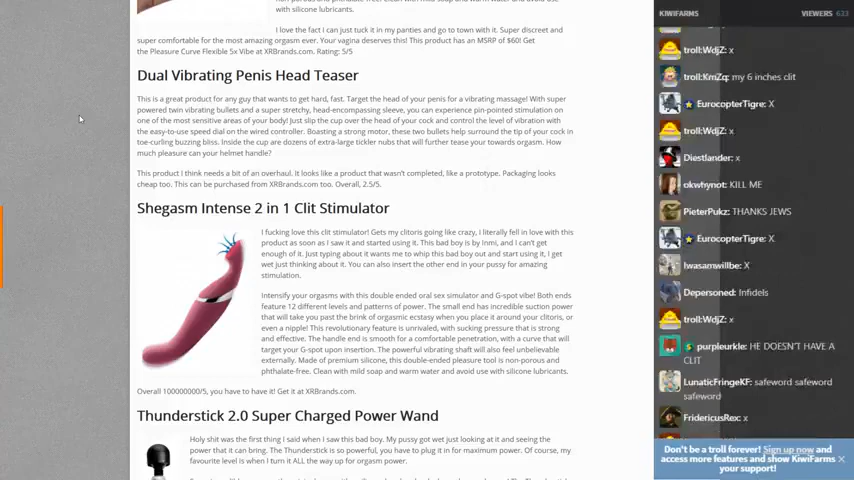 with silicone lubricants.
I love the fact I can just tuck it in my panties and go to town with it. Super discreet and
super comfortable for the most amazing orgasm ever. Your vagina deserves this! This product has an MSRP of $60! Get
the Pleasure Curve Flexible 5x Vibe at XRBrands.com. Rating: 5/5
Dual Vibrating Penis Head Teaser
This is a great product for any guy that wants to get hard, fast. Target the head of your penis for a vibrating massage! With super
powered twin vibrating bullets and a super stretchy, head-encompassing sleeve, you can experience pin-pointed stimulation on
one of the most sensitive areas of your body! Just slip the cup over the head of your cock and control the level of vibration with
the easy-to-use speed dial on the wired controller. Boasting a strong motor, these two bullets help surround the tip of your cock in
toe-curling buzzing bliss. Inside the cup are dozens of extra-large tickler nubs that will further tease your towards orgasm. How
much pleasure can your helmet handle?
This product I think needs a bit of an overhaul. It looks like a product that wasn't completed, like a prototype. Packaging looks
cheap too. This can be purchased from XRBrands.com too. Overall, 2.5/5.
Shegasm Intense 2 in 1 Clit Stimulator
I fucking love this clit stimulator! Gets my clitoris going like crazy, i literally fell in love with this
product as soon as I saw it and started using it. This bad boy is by Inmi, and I can't get
enough of it. Just typing about it wants me to whip this bad boy out and start using it, I get
wet just thinking about it. You can also insert the other end in your pussy for amazing
stimulation.
Intensify your orgasms with this double ended oral sex simulator and G-spot vibe! Both ends
feature 12 different levels and patterns of power. The small end has incredible suction power
that will take you past the brink of orgasmic ecstasy when you place it around your clitoris, or
even a nipple! This revolutionary feature is unrivaled, with sucking pressure that is strong
and effective. The handle end is smooth for a comfortable penetration, with a curve that will
target your G-spot upon insertion. The powerful vibrating shaft will also feel unbelievable
externally. Made of premium silicone, this double-ended pleasure tool is non-porous and
phthalate-free. Clean with mild soap and warm water and avoid use with silicone lubricants.
Overall 100000000/5, you have to have it! Get it at XRBrands.com.
Thunderstick 2.0 Super Charged Power Wand
Holy shit was the first thing I said when I saw this bad boy. My pussy got wet just looking at it and seeing the
power that it can bring. The Thunderstick is so powerful, you have to plug it in for maximum power. Of course, my
favourite level is when I turn it ALL the way up for orgasm power.
KIWIFARMS
VIEWERS 633
troll:WdjZ: x
troll:KmZq: my 6 inches clit
EurocopterTigre: X
troll:WdjZ: x
Diestlander: x
okwhynot: KILL ME
PieterPukz: THANKS JEWS
EurocopterTigre: X
Iwasamwillbe: X
Depersoned: Infidels
troll:WdjZ: x
purpleurkle: HE DOESN'T HAVE A
CLIT
LunaticFringeKF: safeword safeword
safeword
FridericusRex: x
Don't be a troll forever! Sign up now and
access more features and show KiwiFarms
your support!